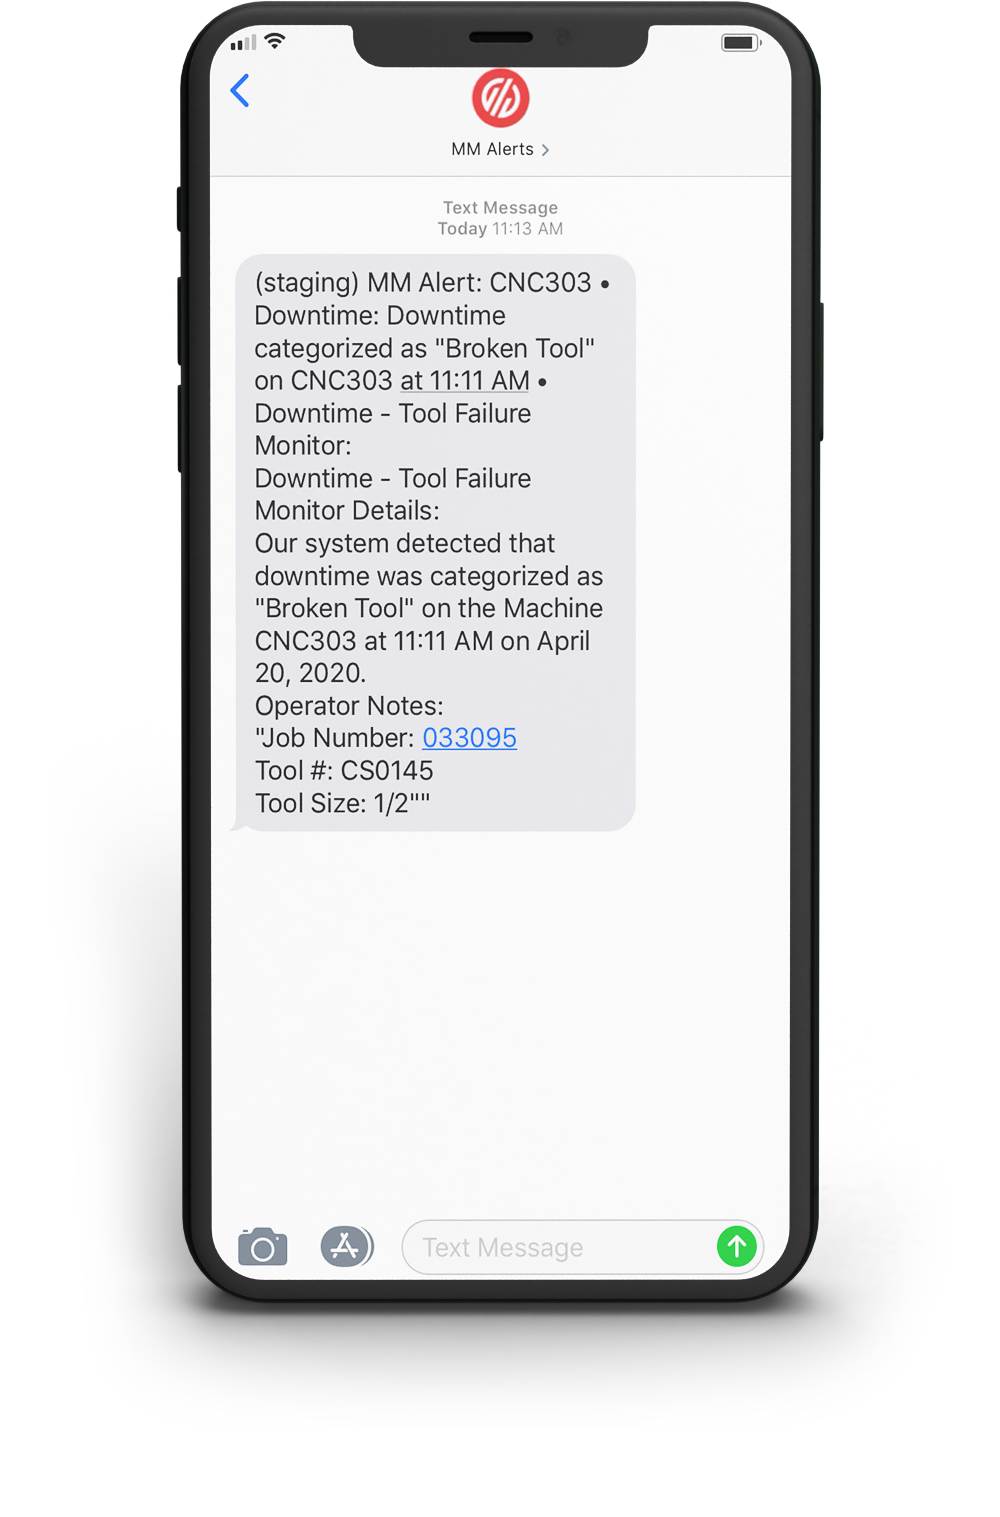 MM Alerts
Text Message
Today 11:13 AM
(staging) MM Alert: CNC303 •
Downtime: Downtime
categorized as "Broken Tool"
on CNC303 at 11:11 AM •
Downtime - Tool Failure
Monitor:
Downtime - Tool Failure
Monitor Details:
Our system detected that
downtime was categorized as
"Broken Tool" on the Machine
CNC303 at 11:11 AM on April
20, 2020.
Operator Notes:
"Job Number: 033095
Tool #: CS0145
Tool Size: 1/2""
Text Message